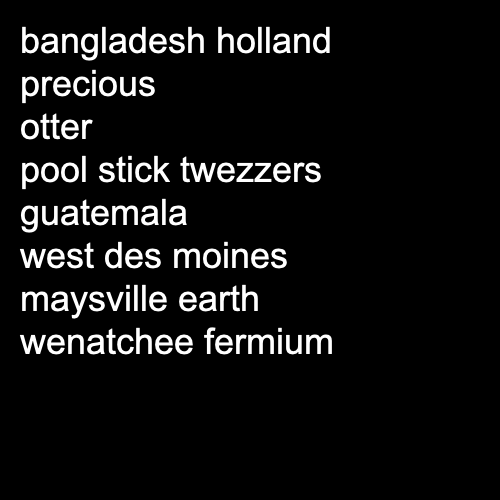 bangladesh holland
precious
otter
pool stick twezzers
guatemala
west des moines
maysville earth
wenatchee fermium